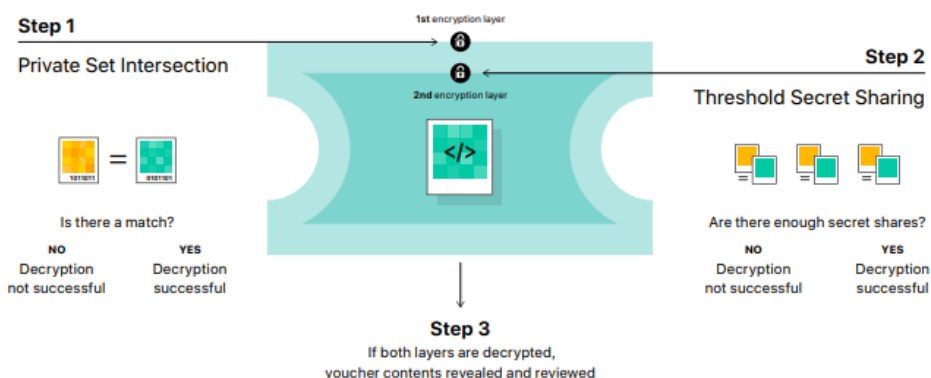 Step 1
Private Set Intersection
1011011
=
0101101
Is there a match?
NO
Decryption
not successful
YES
Decryption
successful
1st encryption layer
2nd encryption layer
</>
Step 2
Threshold Secret Sharing
=
=
=
Are there enough secret shares?
NO
Decryption
not successful
YES
Decryption
successful
Step 3
If both layers are decrypted,
voucher contents revealed and reviewed